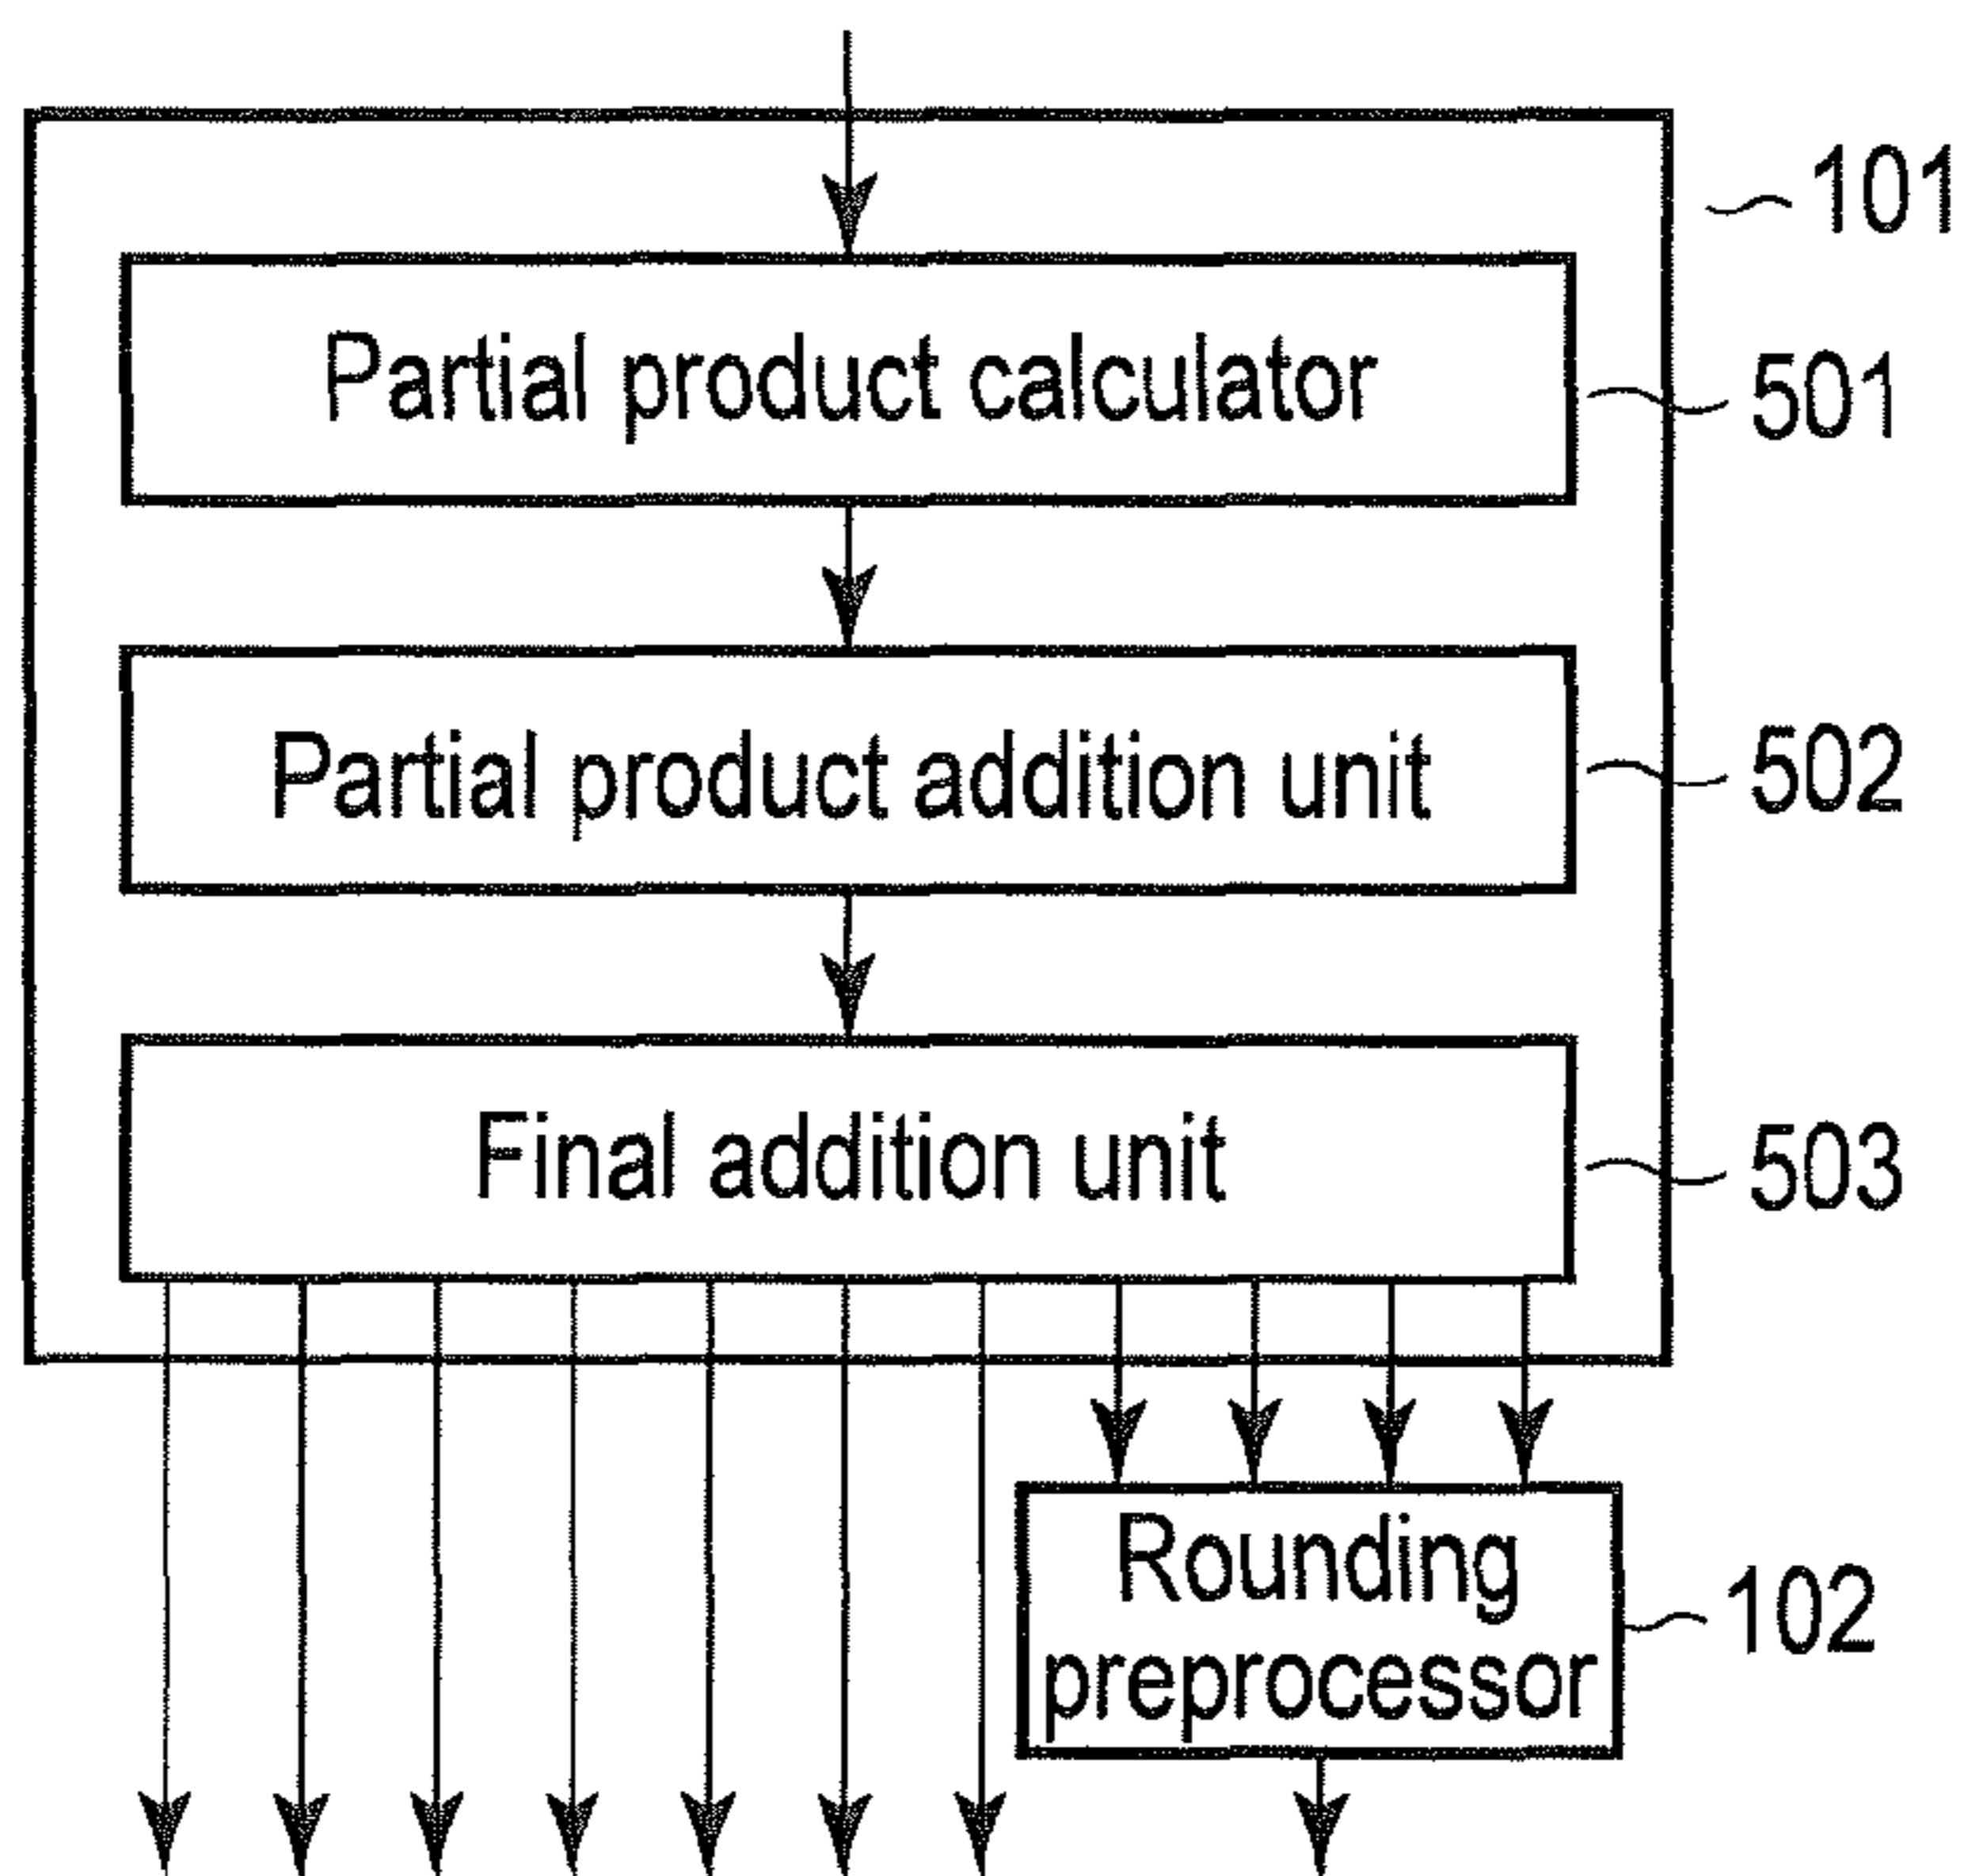 101
Partial product calculator
501
Partial product addition unit
502
Final addition unit
503
Rounding
preprocessor
102